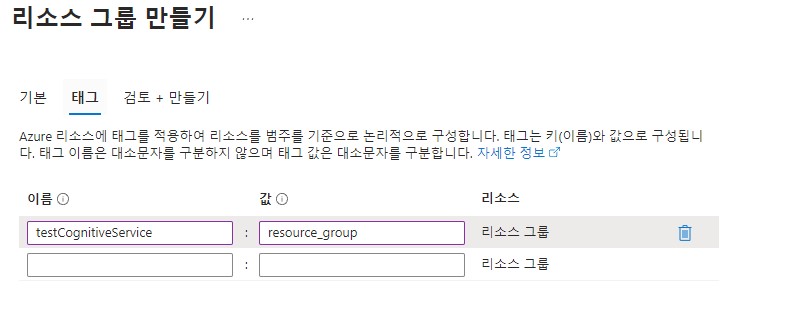 리소스 그룹 만들기 ...
기본 태그 검토 + 만들기
Azure 리소스에 태그를 적용하여 리소스를 범주를 기준으로 논리적으로 구성합니다. 태그는 키(이름)와 값으로 구성됩니
다. 태그 이름은 대소문자를 구분하지 않으며 태그 값은 대소문자를 구분합니다. 자세한 정보
이름 값 리소스
testCognitiveService : resource_group 리소스 그룹
: 리소스 그룹